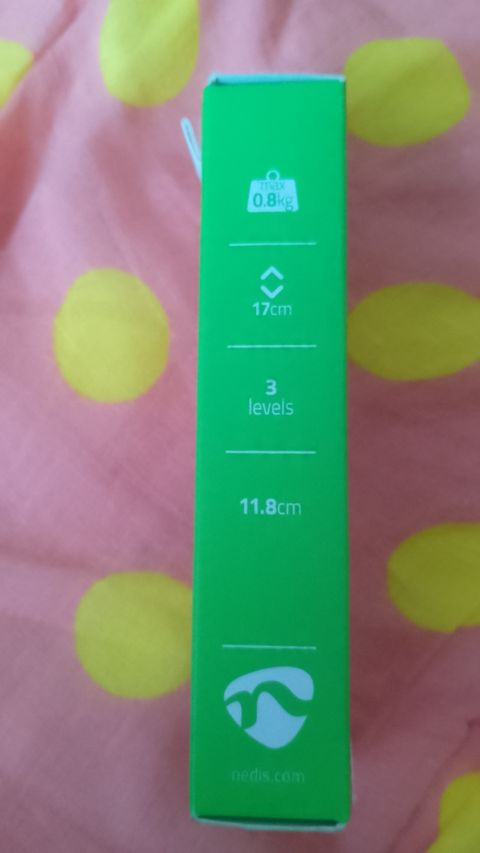 max
0.8kg
17cm
3
levels
11.8cm
nedis.com